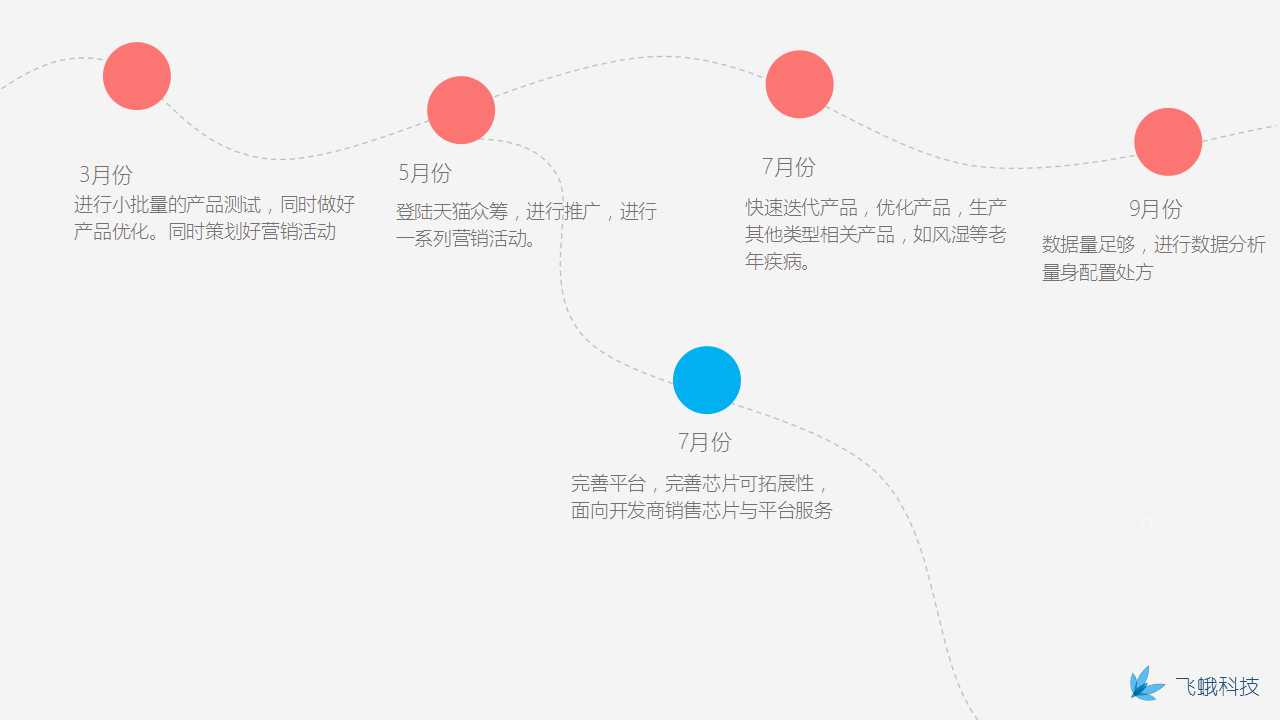 3月份
进行小批量的产品测试，同时做好
产品优化。同时策划好营销活动
5月份
登陆天猫众筹，进行推广，进行
一系列营销活动。
7月份
快速迭代产品，优化产品，生产
其他类型相关产品，如风湿等老
年疾病。
9月份
数据量足够，进行数据分析
量身配置处方
7月份
完善平台，完善芯片可拓展性，
面向开发商销售芯片与平台服务
飞蛾科技